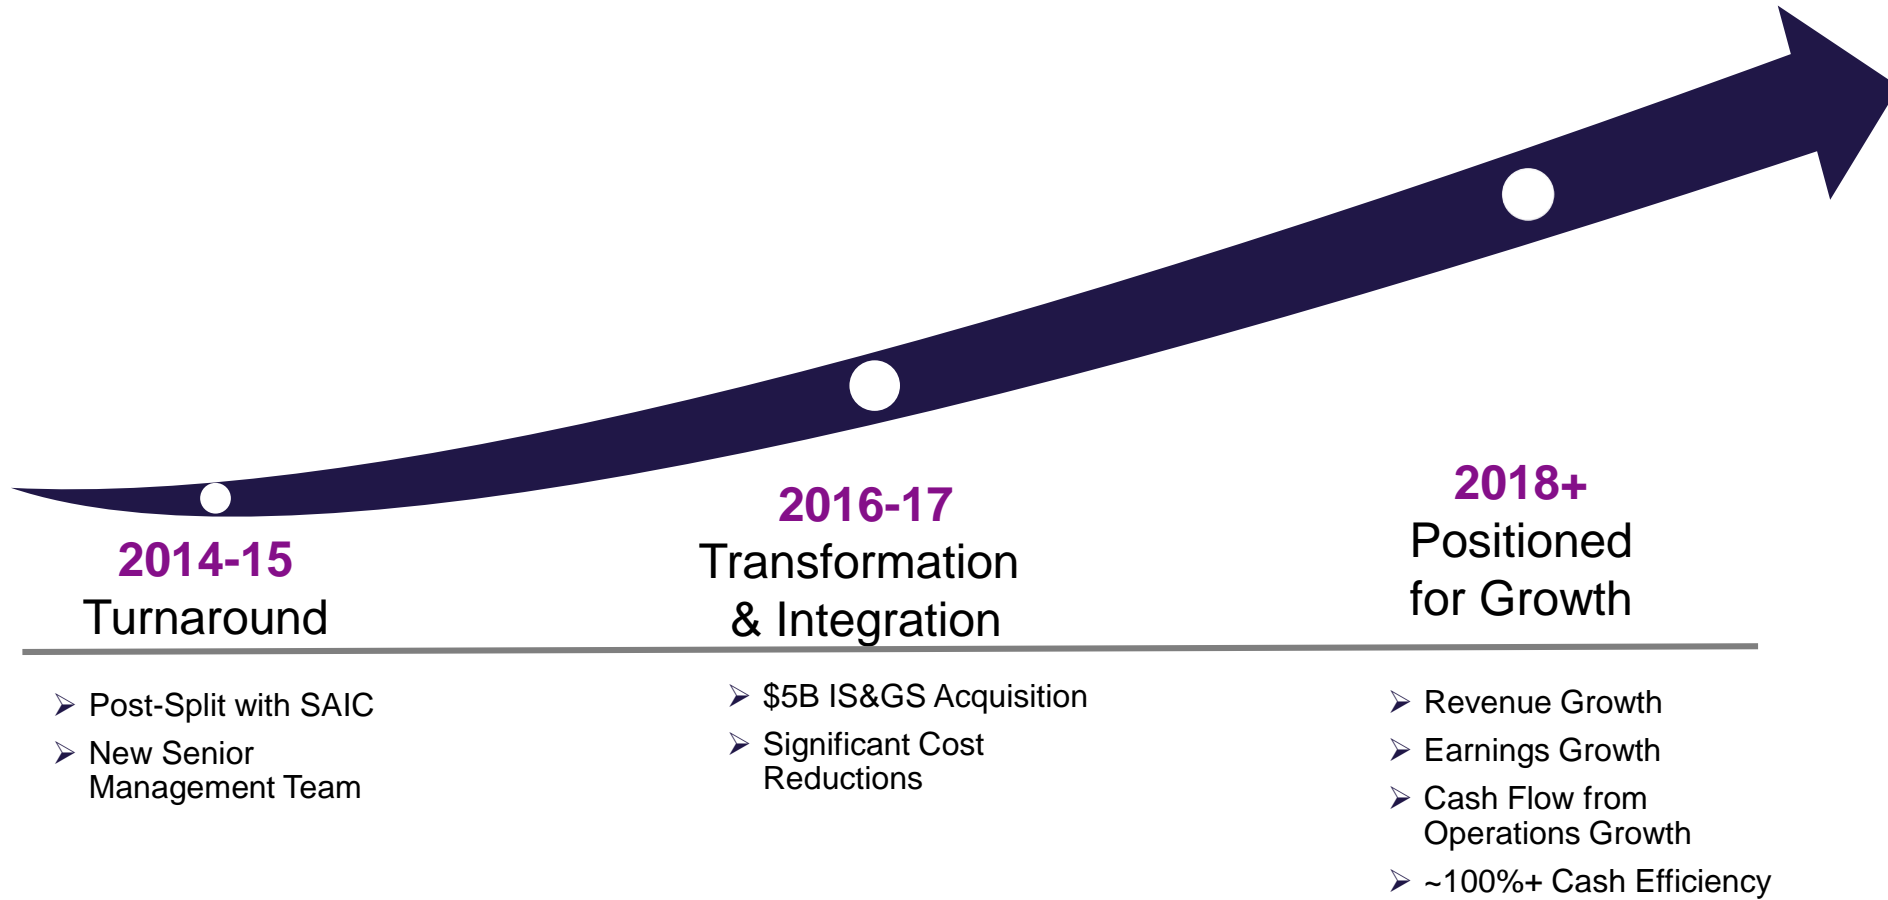 2014-15
Turnaround
➢ Post-Split with SAIC
➢ New Senior
Management Team
2016-17
Transformation
& Integration
➢ $5B IS&GS Acquisition
➢ Significant Cost
Reductions
2018+
Positioned
for Growth
➢ Revenue Growth
➢ Earnings Growth
➢ Cash Flow from
Operations Growth
➢ ~100%+ Cash Efficiency